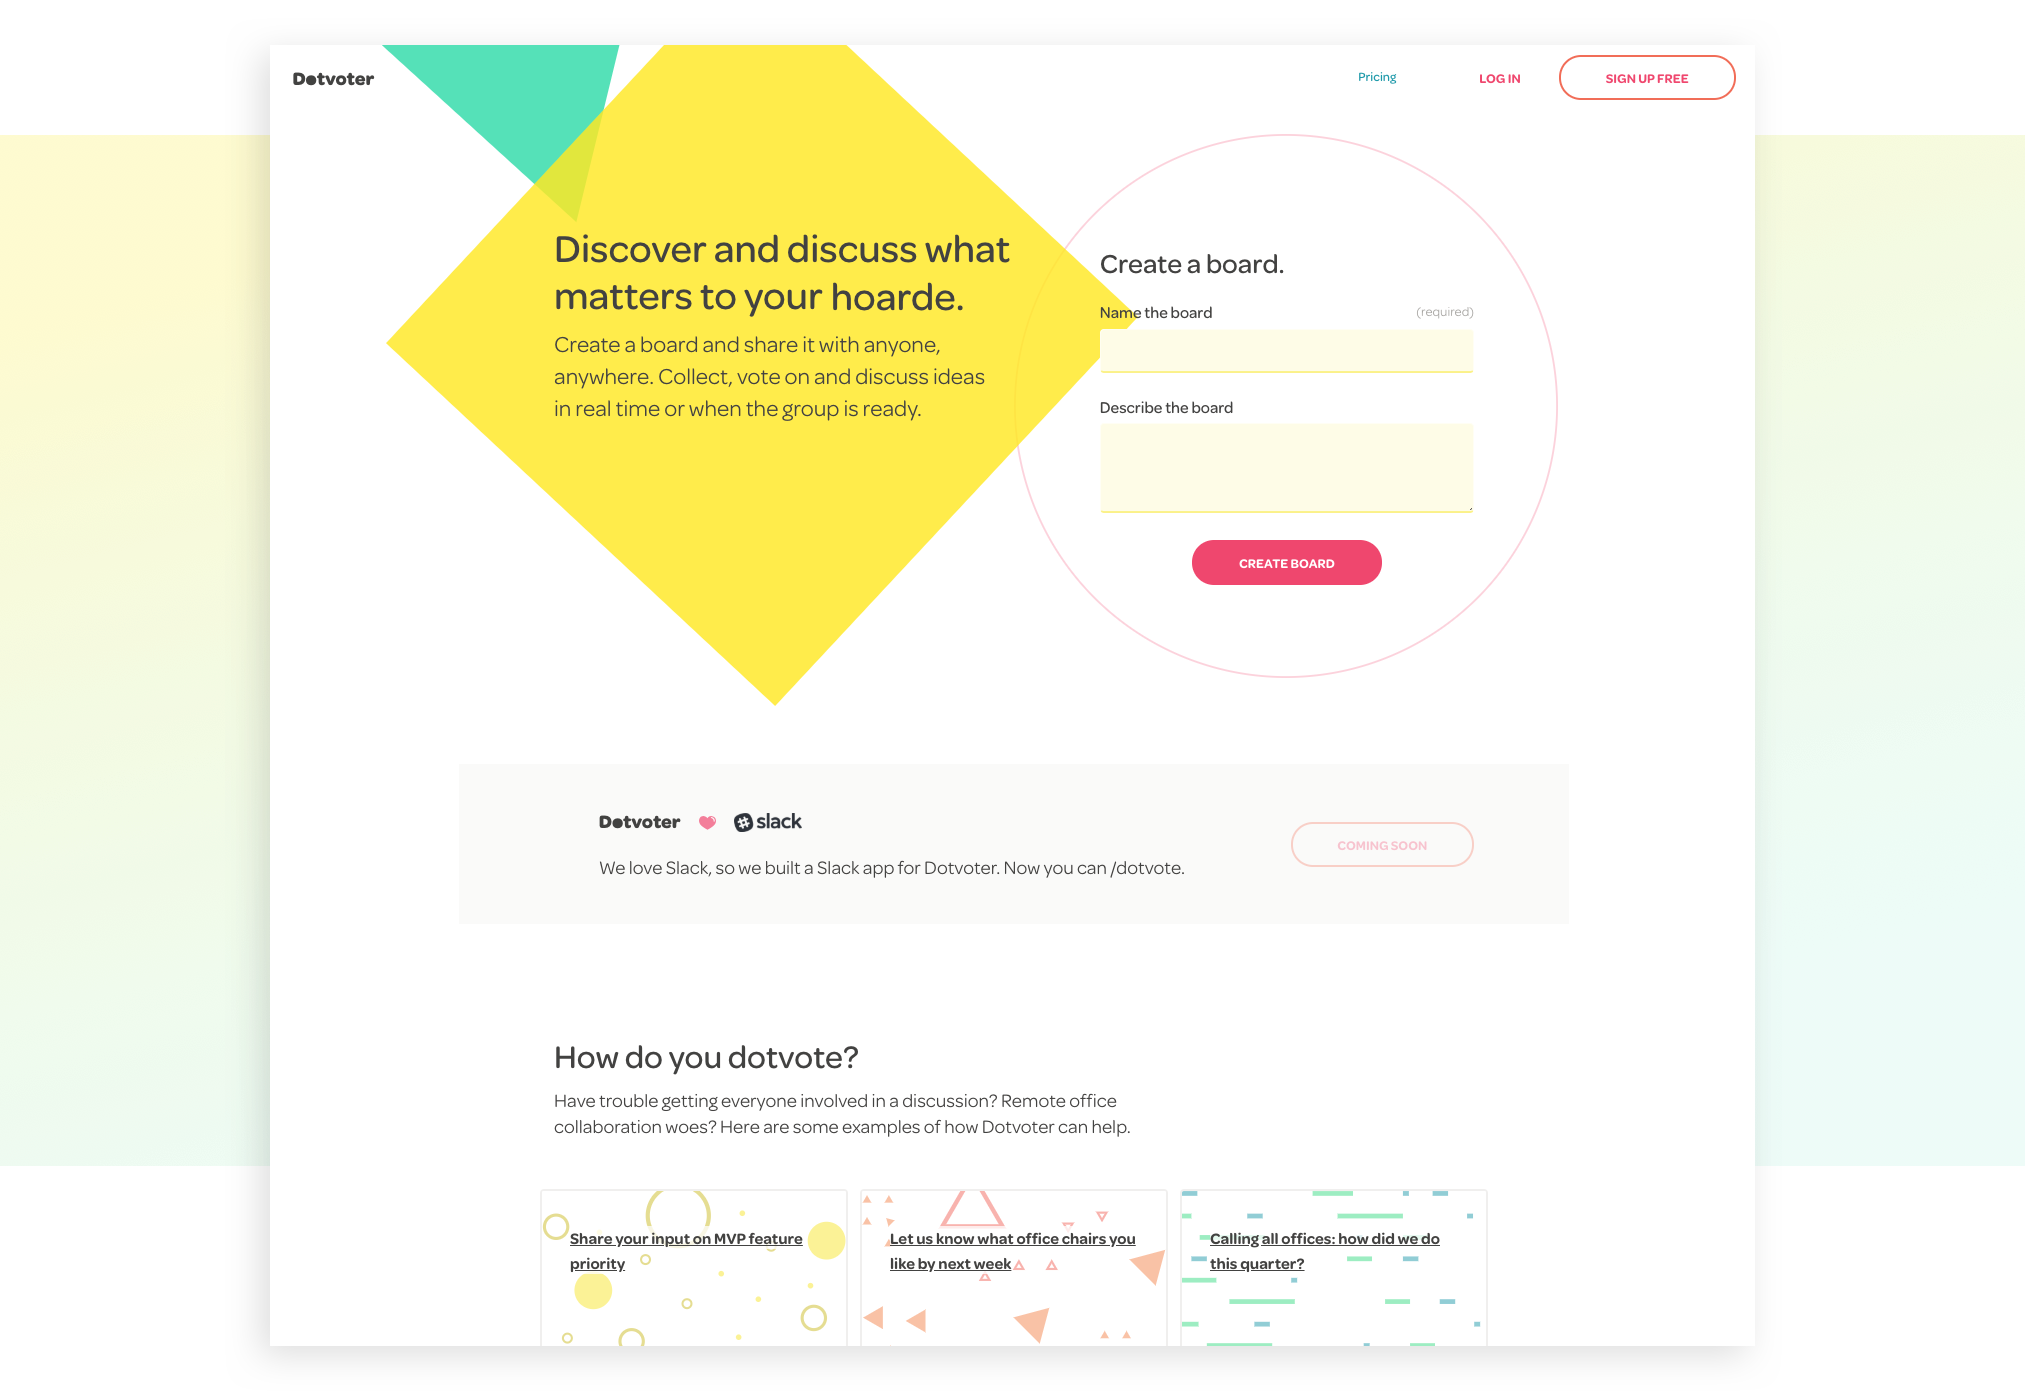 Dotvoter
Pricing
LOG IN
SIGN UP FREE
Discover and discuss what
matters to your hoarde.
Create a board and share it with anyone,
anywhere. Collect, vote on and discuss ideas
in real time or when the group is ready.
Create a board.
Name the board (required)
Describe the board
CREATE BOARD
Dotvoter slack
We love Slack, so we built a Slack app for Dotvoter. Now you can /dotvote.
COMING SOON
How do you dotvote?
Have trouble getting everyone involved in a discussion? Remote office
collaboration woes? Here are some examples of how Dotvoter can help.
Share your input on MVP feature
priority
Let us know what office chairs you
like by next week
Calling all offices: how did we do
this quarter?